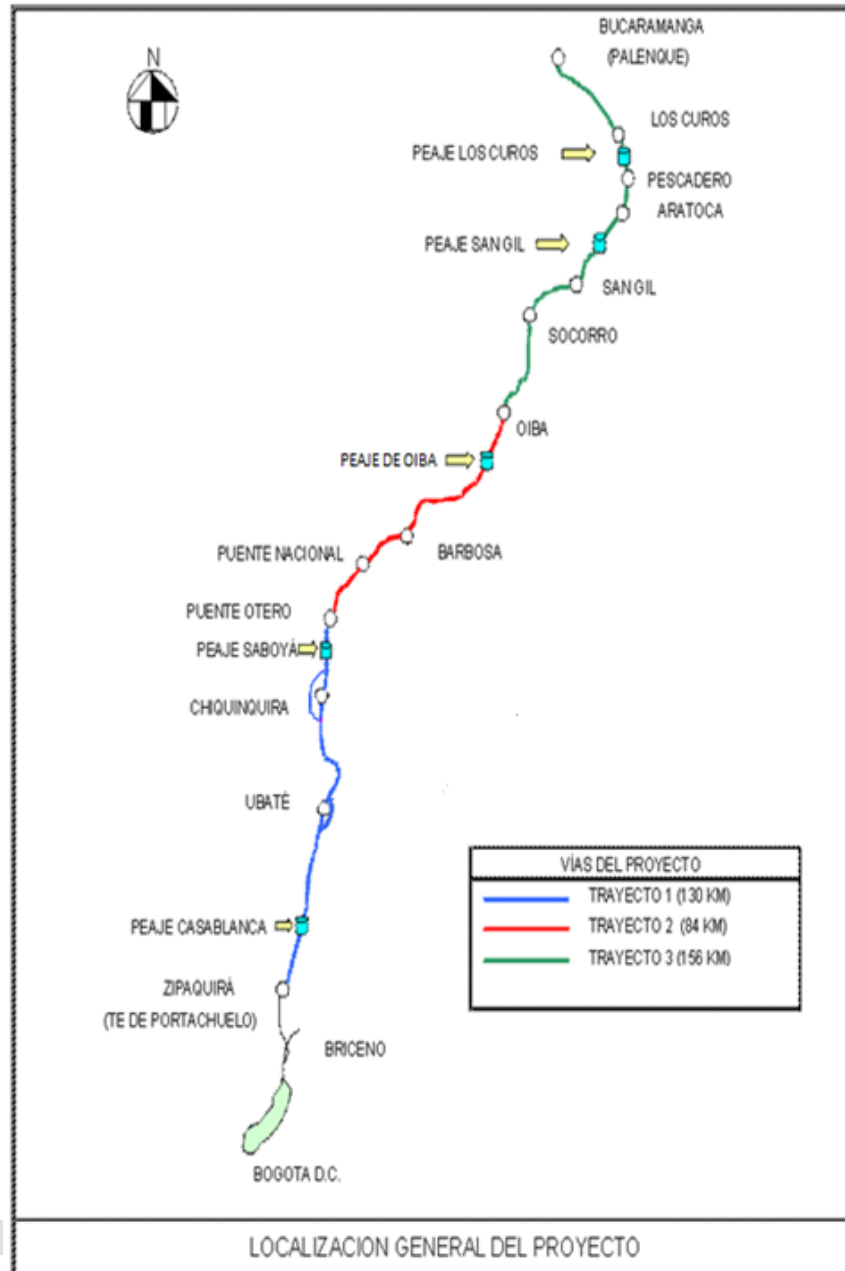 BUCARAMANGA
(PALENQUE)
N
LOS CUROS
PEAJE LOS CUROS
PESCADERO
ARATOCA
PEAJE SAN GIL
SAN GIL
SOCORRO
OIBA
PEAJE DE OIBA
BARBOSA
PUENTE NACIONAL
PUENTE OTERO
PEAJE SABOYÁ
CHIQUINQUIRA
UBATÉ
VÍAS DEL PROYECTO
TRAYECTO 1 (130 KM)
TRAYECTO 2 (84 KM)
TRAYECTO 3 (156 KM)
PEAJE CASABLANCA
ZIPAQUIRÁ
(TE DE PORTACHUELO)
BRICENO
BOGOTA D.C.
LOCALIZACION GENERAL DEL PROYECTO